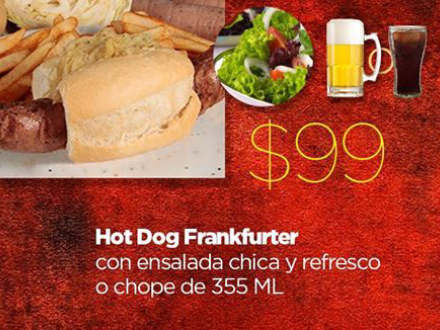 o
$99
Hot Dog Frankfurter
con ensalada chica y refresco
o chope de 355 ML